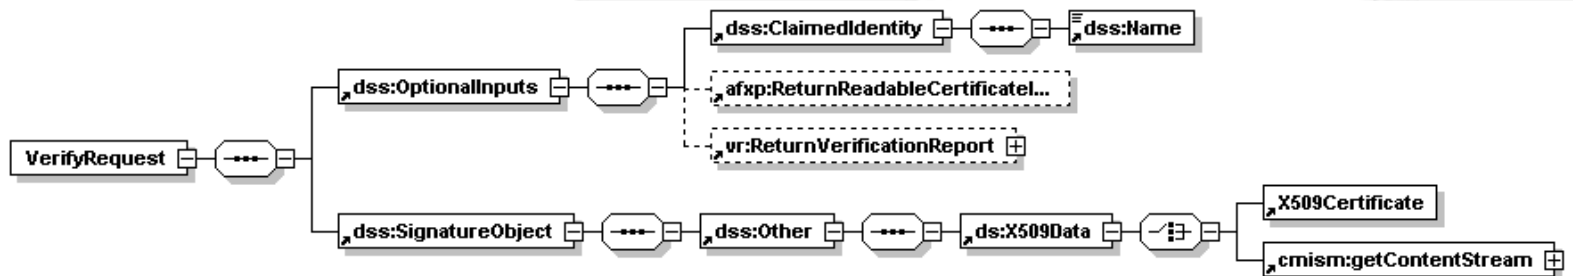 dss:ClaimedIdentity
dss:Name
dss:OptionalInputs
afxp:ReturnReadableCertificateI...
vr:ReturnVerificationReport
VerifyRequest
X509Certificate
dss:SignatureObject
dss:Other
ds:X509Data
cmism:getContentStream